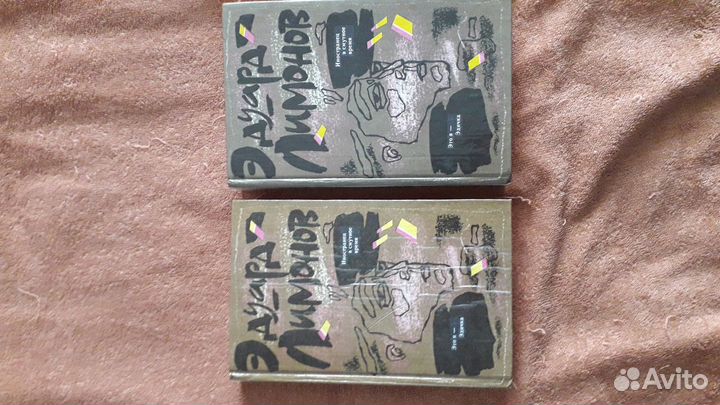 Эдуард
Лимонов
Иностранец
в смутное
время
Это я —
Эдичка
Эдуард
Лимонов
Иностранец
в смутное
время
Это я —
Эдичка
Avito